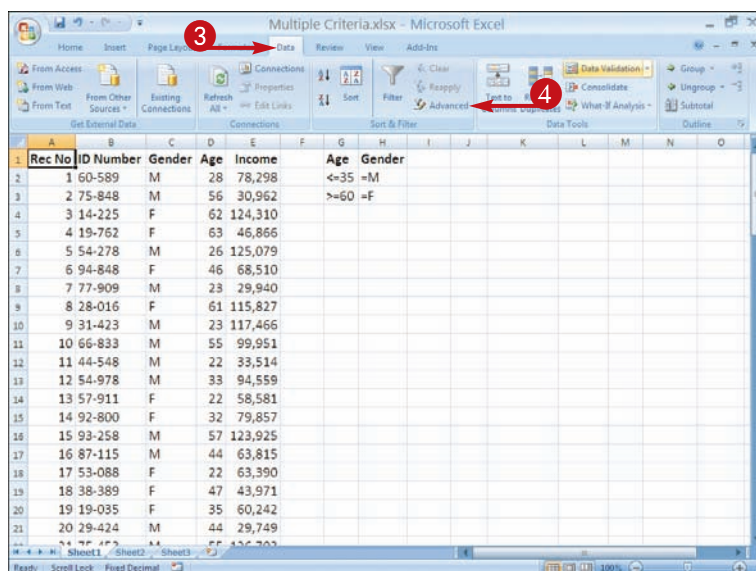 Multiple Criteria.xlsx - Microsoft Excel
3
Home Insert Page Layou Data Review View Add-Ins
From Access
From Web
From Text
From Other Sources
Existing Connections
Get External Data
Refresh All
Connections
Properties
Edit Links
Connections
Sort
Filter
Clear
Reapply
Advanced
Sort & Filter
4
Text to
Data Validation
Consolidate
What-If Analysis
Data Tools
Group
Ungroup
Subtotal
Outline
A B C D E F G H I J K L M N O
1 Rec No ID Number Gender Age Income Age Gender
2 1 60-589 M 28 78,298 <=35 =M
3 2 75-848 M 56 30,962 >=60 =F
4 3 14-225 F 62 124,310
5 4 19-762 F 63 46,866
6 5 54-278 M 26 125,079
7 6 94-848 F 46 68,510
8 7 77-909 M 23 29,940
9 8 28-016 F 61 115,827
10 9 31-423 M 23 117,466
11 10 66-833 M 55 99,951
12 11 44-548 M 22 33,514
13 12 54-978 M 33 94,559
14 13 57-911 F 22 58,581
15 14 92-800 F 32 79,857
16 15 93-258 M 57 123,925
17 16 87-115 M 44 63,815
18 17 53-088 F 22 63,390
19 18 38-389 F 47 43,971
20 19 19-035 F 35 60,242
21 20 29-424 M 44 29,749
Sheet1 Sheet2 Sheet3
Ready Scroll Lock Fixed Decimal 100%